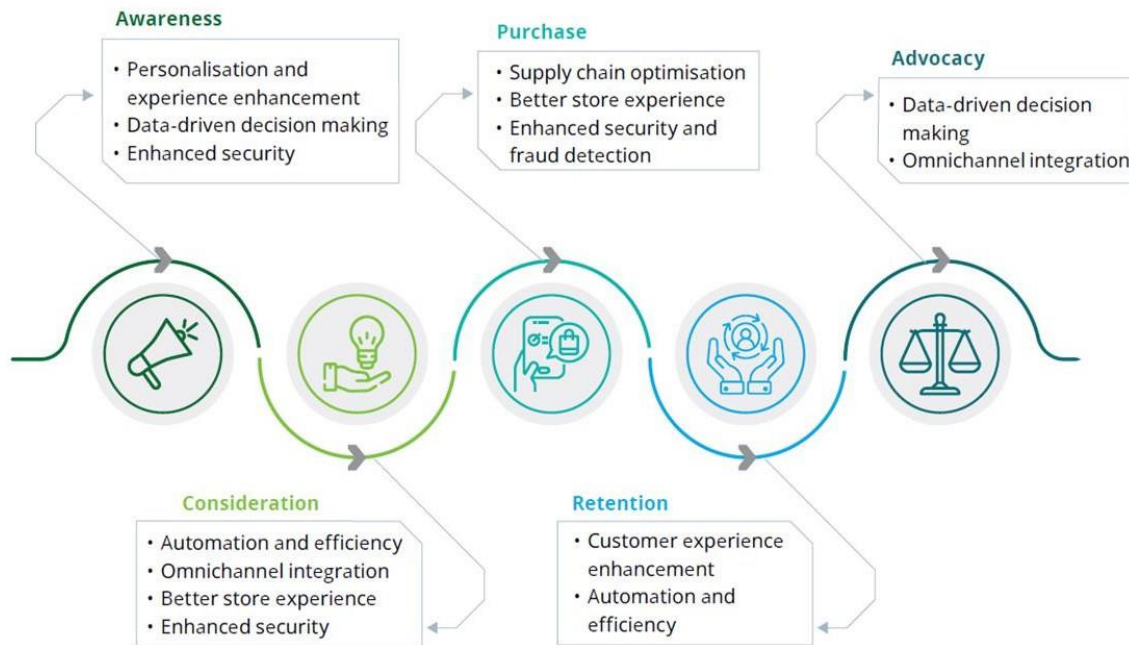 Awareness
• Personalisation and
experience enhancement
• Data-driven decision making
• Enhanced security
Consideration
• Automation and efficiency
• Omnichannel integration
• Better store experience
• Enhanced security
Purchase
• Supply chain optimisation
• Better store experience
• Enhanced security and
fraud detection
Retention
• Customer experience
enhancement
• Automation and
efficiency
Advocacy
• Data-driven decision
making
• Omnichannel integration